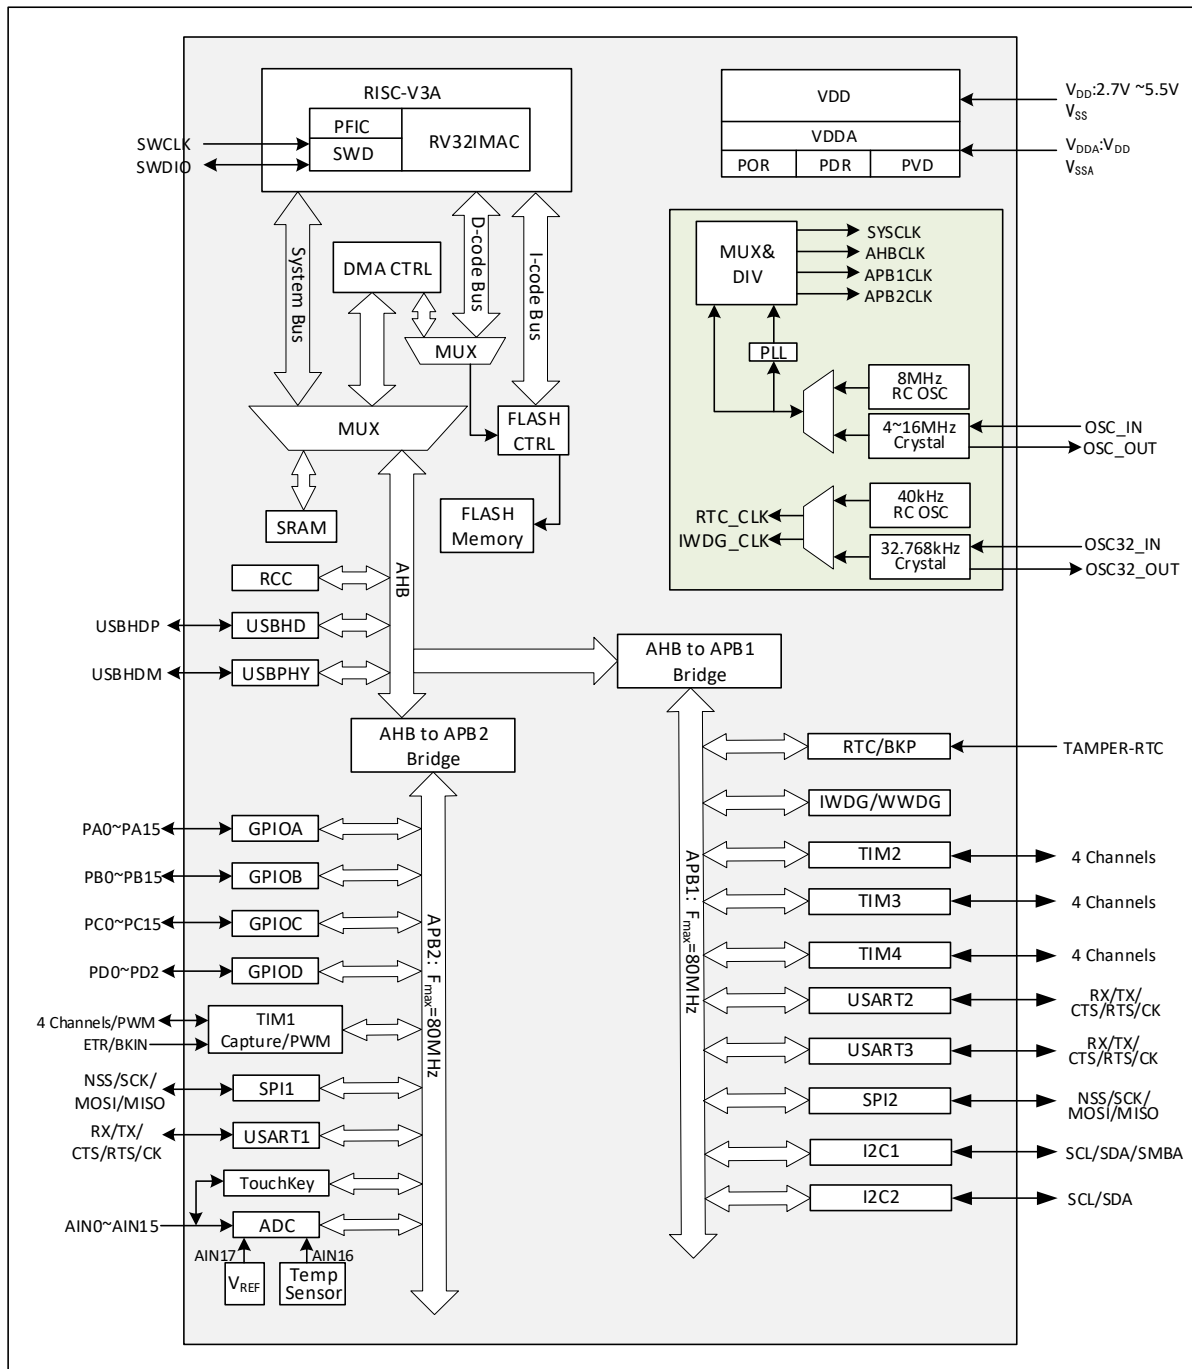 RISC-V3A
PFIC
SWD
RV32IMAC
SWCLK
SWDIO
VDD
VDDA
POR
PDR
PVD
VDD:2.7V ~5.5V
VSS
VDDA:VDD
VSSA
System Bus
DMA CTRL
D-code Bus
I-code Bus
MUX
MUX
FLASH
CTRL
SRAM
FLASH
Memory
MUX&
DIV
SYSCLK
AHBCLK
APB1CLK
APB2CLK
PLL
8MHz
RC OSC
4~16MHz
Crystal
OSC_IN
OSC_OUT
RTC_CLK
IWDG_CLK
40kHz
RC OSC
32.768kHz
Crystal
OSC32_IN
OSC32_OUT
AHB
RCC
USBHDP
USBHD
USBHDM
USBPHY
AHB to APB1
Bridge
AHB to APB2
Bridge
PA0~PA15
GPIOA
PB0~PB15
GPIOB
PC0~PC15
GPIOC
PD0~PD2
GPIOD
4 Channels/PWM
ETR/BKIN
TIM1
Capture/PWM
NSS/SCK/
MOSI/MISO
SPI1
RX/TX/
CTS/RTS/CK
USART1
TouchKey
AIN0~AIN15
ADC
AIN17
AIN16
VREF
Temp
Sensor
APB2: Fmax=80MHz
APB1: Fmax=80MHz
RTC/BKP
TAMPER-RTC
IWDG/WWDG
TIM2
4 Channels
TIM3
4 Channels
TIM4
4 Channels
USART2
RX/TX/
CTS/RTS/CK
USART3
RX/TX/
CTS/RTS/CK
SPI2
NSS/SCK/
MOSI/MISO
I2C1
SCL/SDA/SMBA
I2C2
SCL/SDA